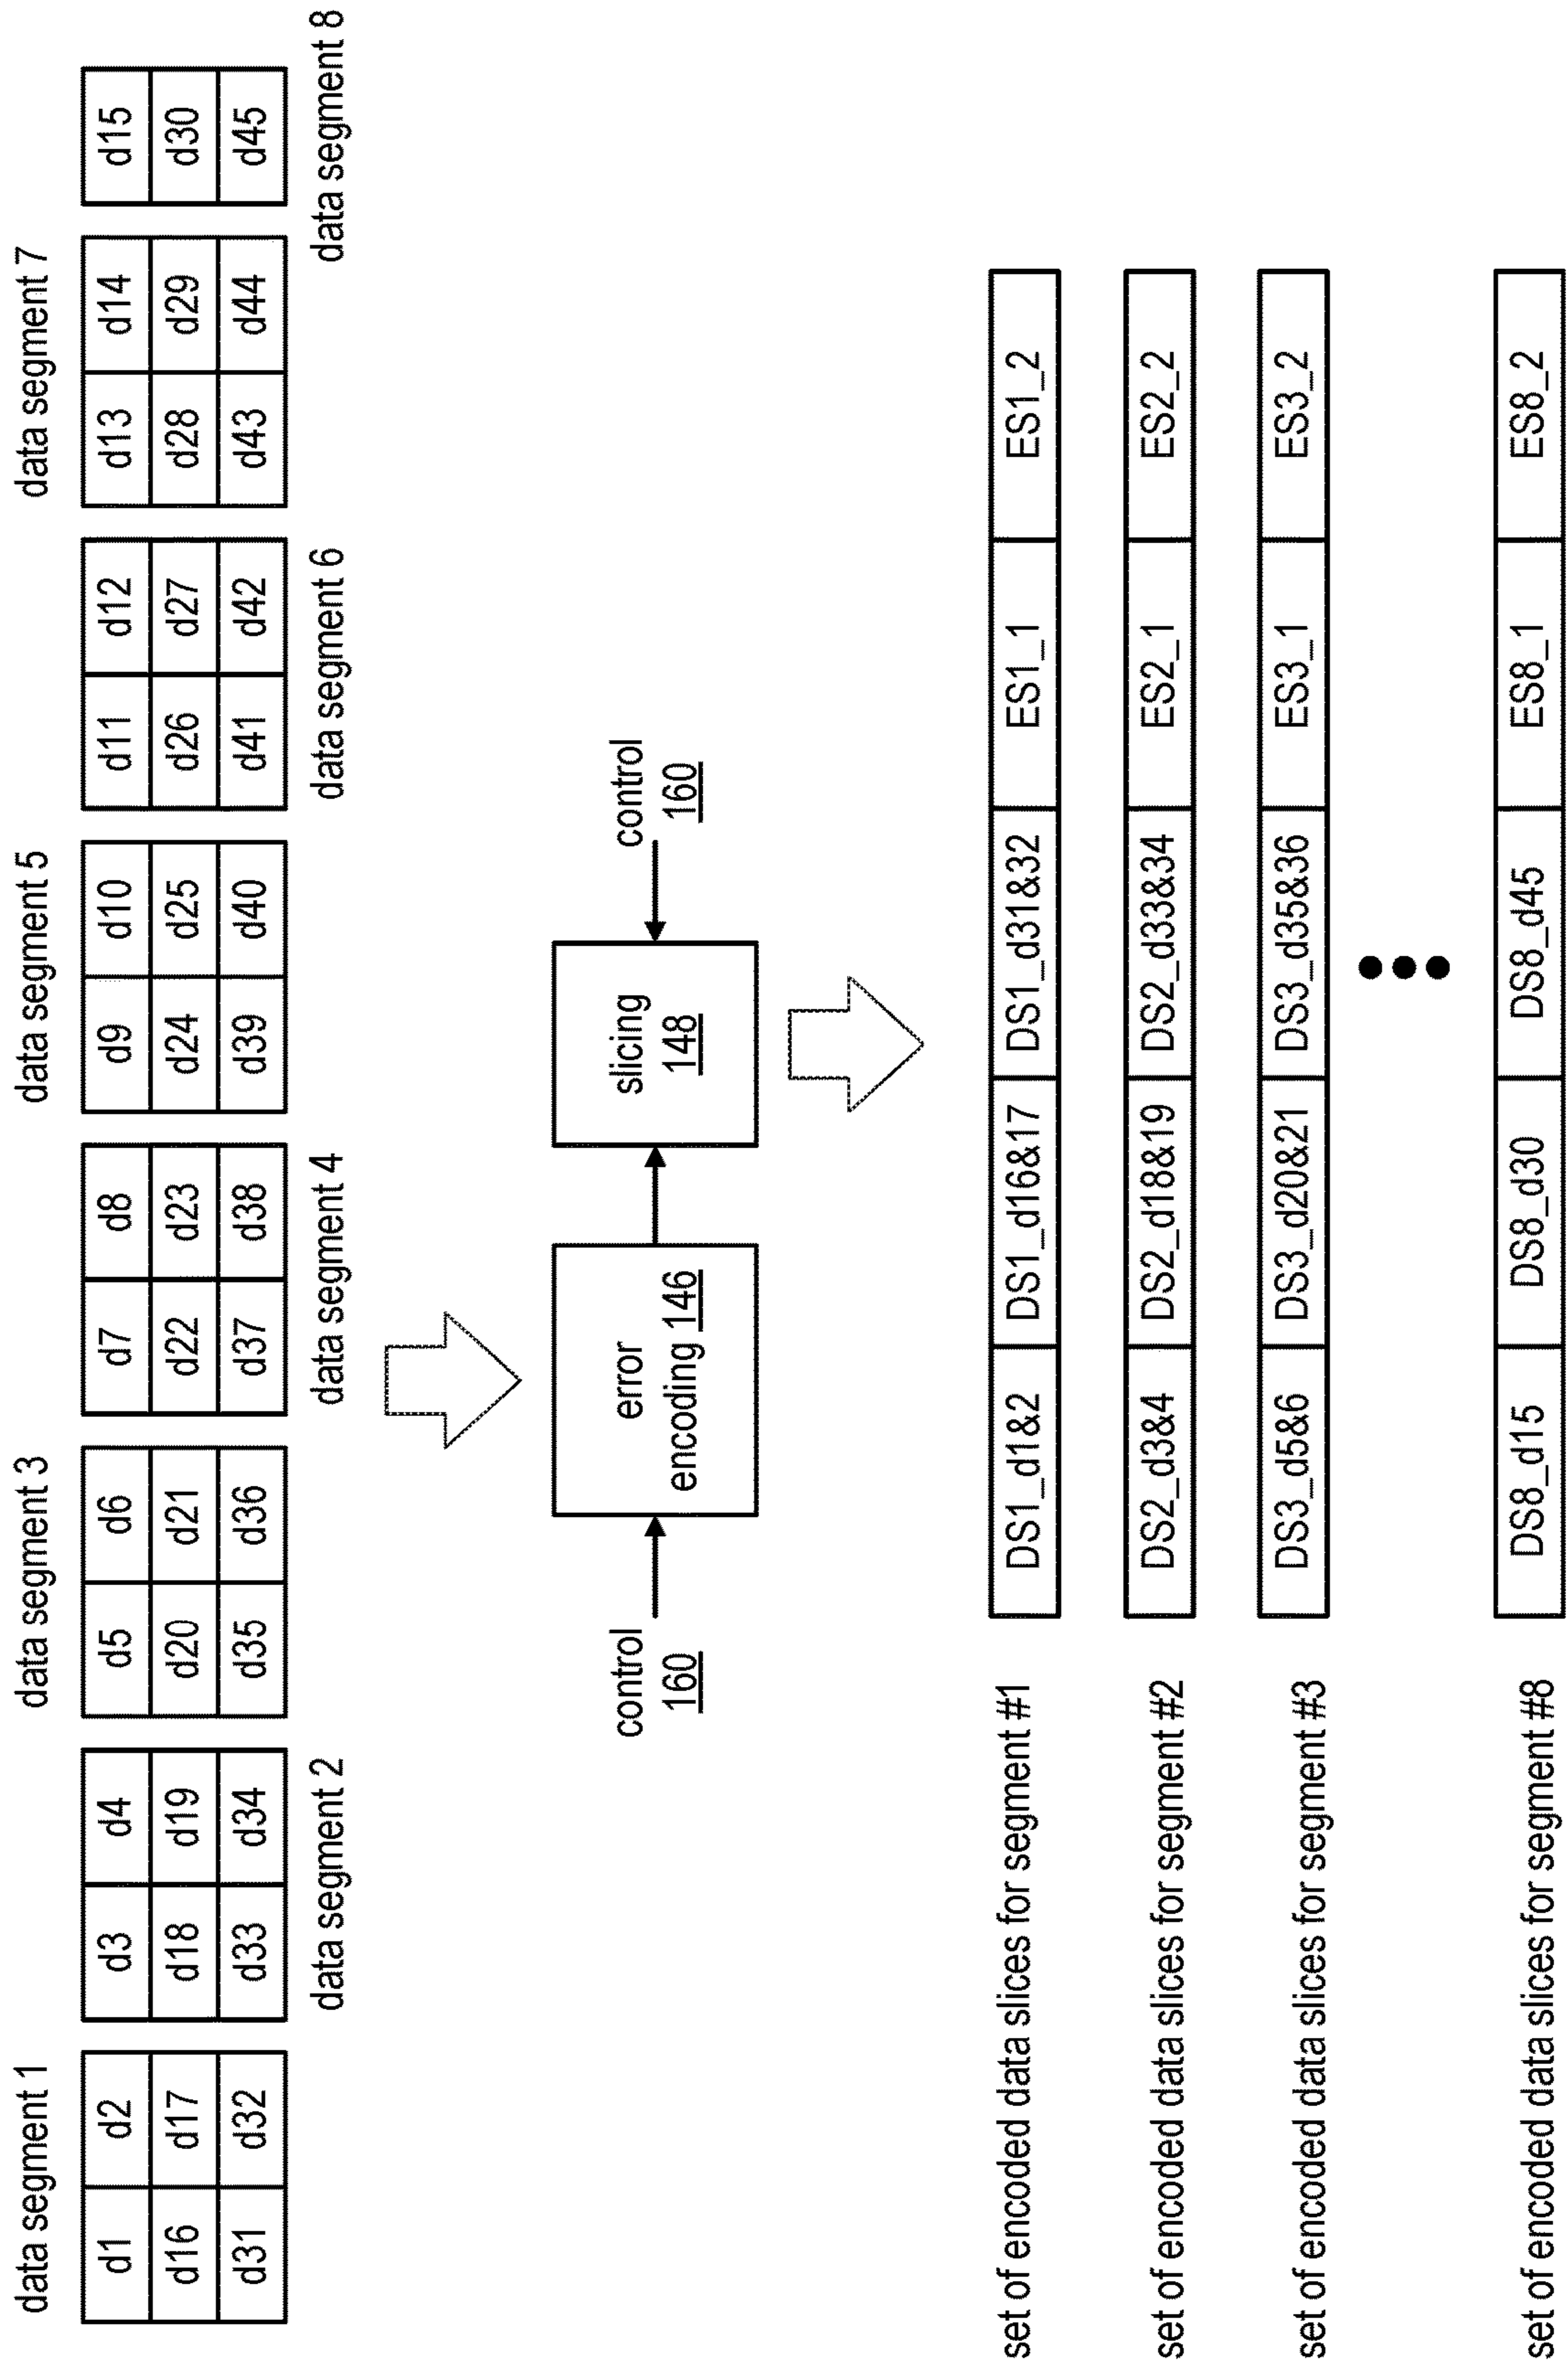 data segment 1
data segment 3
data segment 5
data segment 7
d1 d2 d3 d4 d5 d6 d7 d8 d9 d10 d11 d12 d13 d14 d15
d16 d17 d18 d19 d20 d21 d22 d23 d24 d25 d26 d27 d28 d29 d30
d31 d32 d33 d34 d35 d36 d37 d38 d39 d40 d41 d42 d43 d44 d45
data segment 2
data segment 4
data segment 6
data segment 8
control
160
error
encoding 146
slicing
148
control
160
set of encoded data slices for segment #1 DS1_d1&2 DS1_d16&17 DS1_d31&32 ES1_1 ES1_2
set of encoded data slices for segment #2 DS2_d3&4 DS2_d18&19 DS2_d33&34 ES2_1 ES2_2
set of encoded data slices for segment #3 DS3_d5&6 DS3_d20&21 DS3_d35&36 ES3_1 ES3_2
set of encoded data slices for segment #8 DS8_d15 DS8_d30 DS8_d45 ES8_1 ES8_2